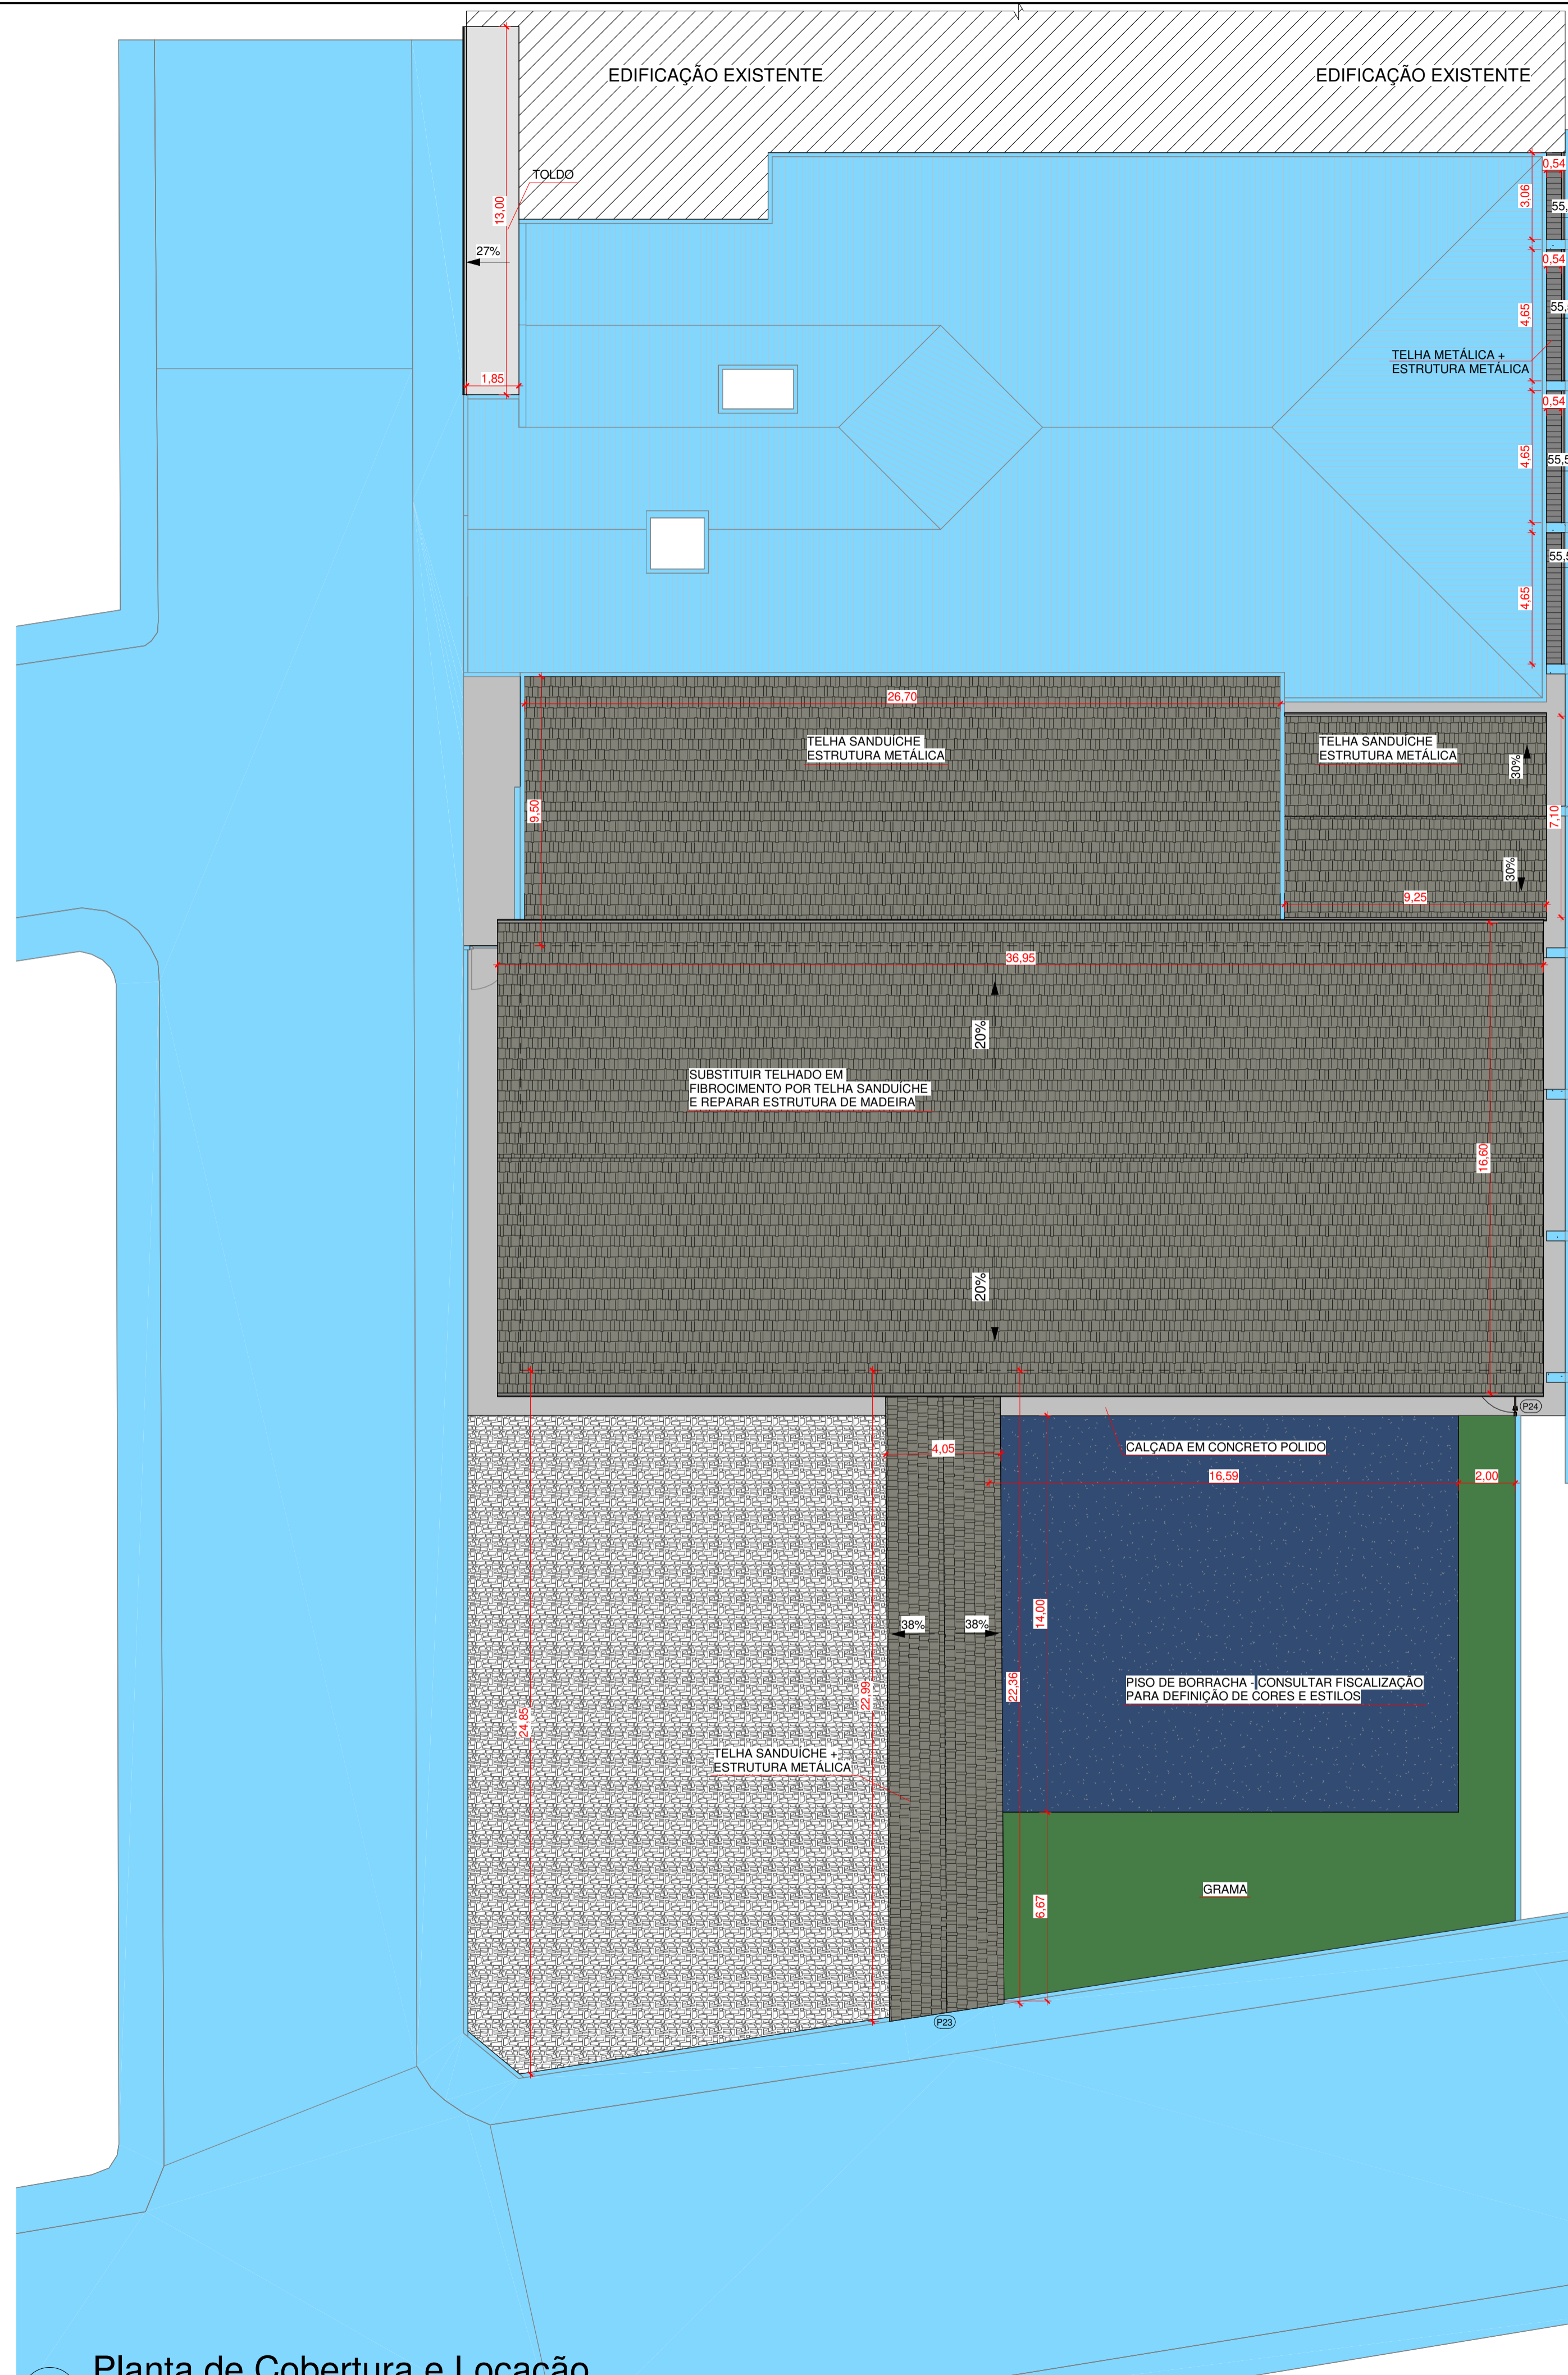 EDIFICAÇÃO EXISTENTE
EDIFICAÇÃO EXISTENTE
0,54
TOLDO
3,06
13,00
27%
0,54
4,65
TELHA METÁLICA +
ESTRUTURA METÁLICA
1,85
0,54
4,65
4,65
26,70
TELHA SANDUÍCHE
ESTRUTURA METÁLICA
TELHA SANDUÍCHE
ESTRUTURA METÁLICA
30%
9,50
7,10
30%
9,25
36,95
20%
SUBSTITUIR TELHADO EM
FIBROCIMENTO POR TELHA SANDUÍCHE
E REPARAR ESTRUTURA DE MADEIRA
16,60
20%
P24
4,05
CALÇADA EM CONCRETO POLIDO
16,59
2,00
14,00
38%
38%
22,99
22,36
PISO DE BORRACHA - CONSULTAR FISCALIZAÇÃO
PARA DEFINIÇÃO DE CORES E ESTILOS
24,85
TELHA SANDUÍCHE +
ESTRUTURA METÁLICA
GRAMA
6,67
P23
Planta de Cobertura e Locação